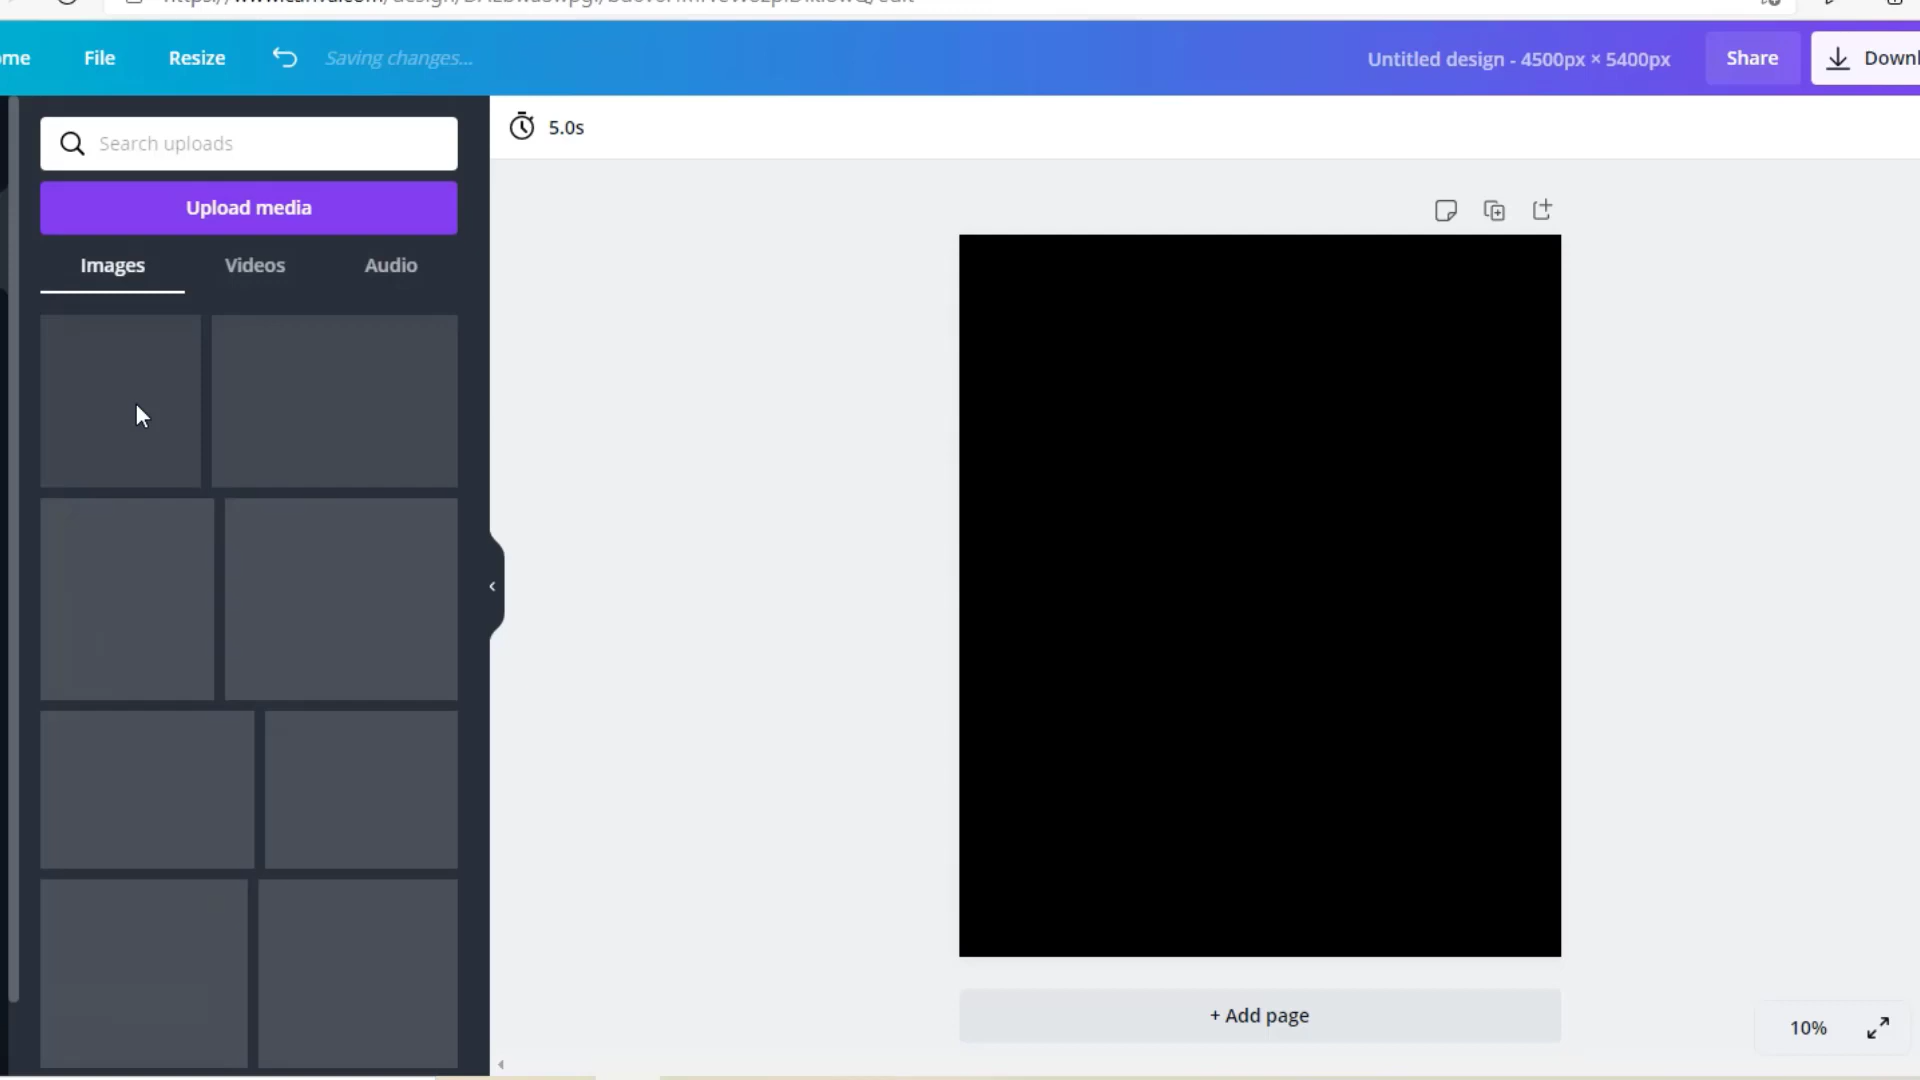 ome
File
Resize
Saving changes...
Untitled design - 4500px × 5400px
Share
Downl
Search uploads
Upload media
5.0s
Images
Videos
Audio
+ Add page
10%